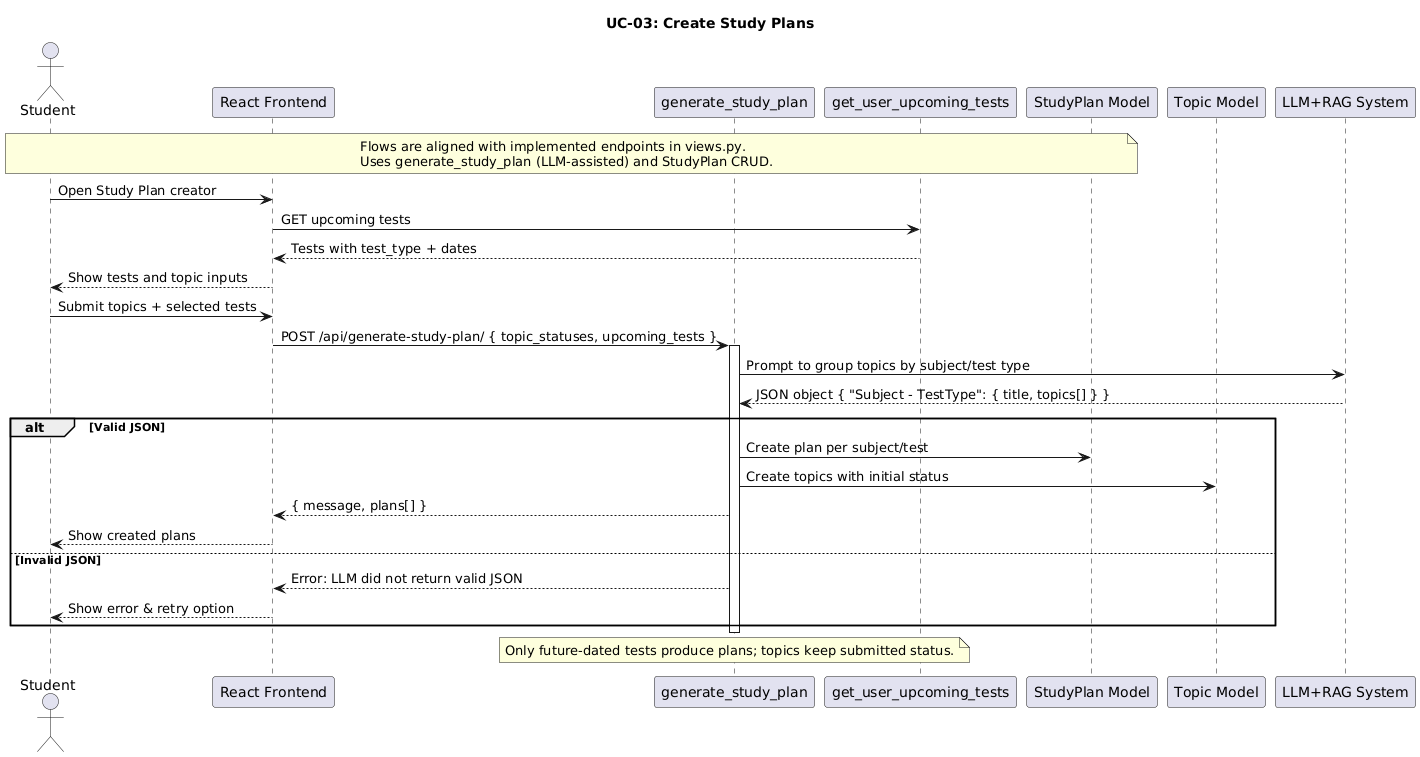 UC-03: Create Study Plans
Student
React Frontend
generate_study_plan
get_user_upcoming_tests
StudyPlan Model
Topic Model
LLM+RAG System
Flows are aligned with implemented endpoints in views.py.
Uses generate_study_plan (LLM-assisted) and StudyPlan CRUD.
Open Study Plan creator
GET upcoming tests
Tests with test_type + dates
Show tests and topic inputs
Submit topics + selected tests
POST /api/generate-study-plan/ { topic_statuses, upcoming_tests }
Prompt to group topics by subject/test type
JSON object { "Subject - TestType": { title, topics[] } }
alt
[Valid JSON]
Create plan per subject/test
Create topics with initial status
{ message, plans[] }
Show created plans
[Invalid JSON]
Error: LLM did not return valid JSON
Show error & retry option
Only future-dated tests produce plans; topics keep submitted status.
Student
React Frontend
generate_study_plan
get_user_upcoming_tests
StudyPlan Model
Topic Model
LLM+RAG System